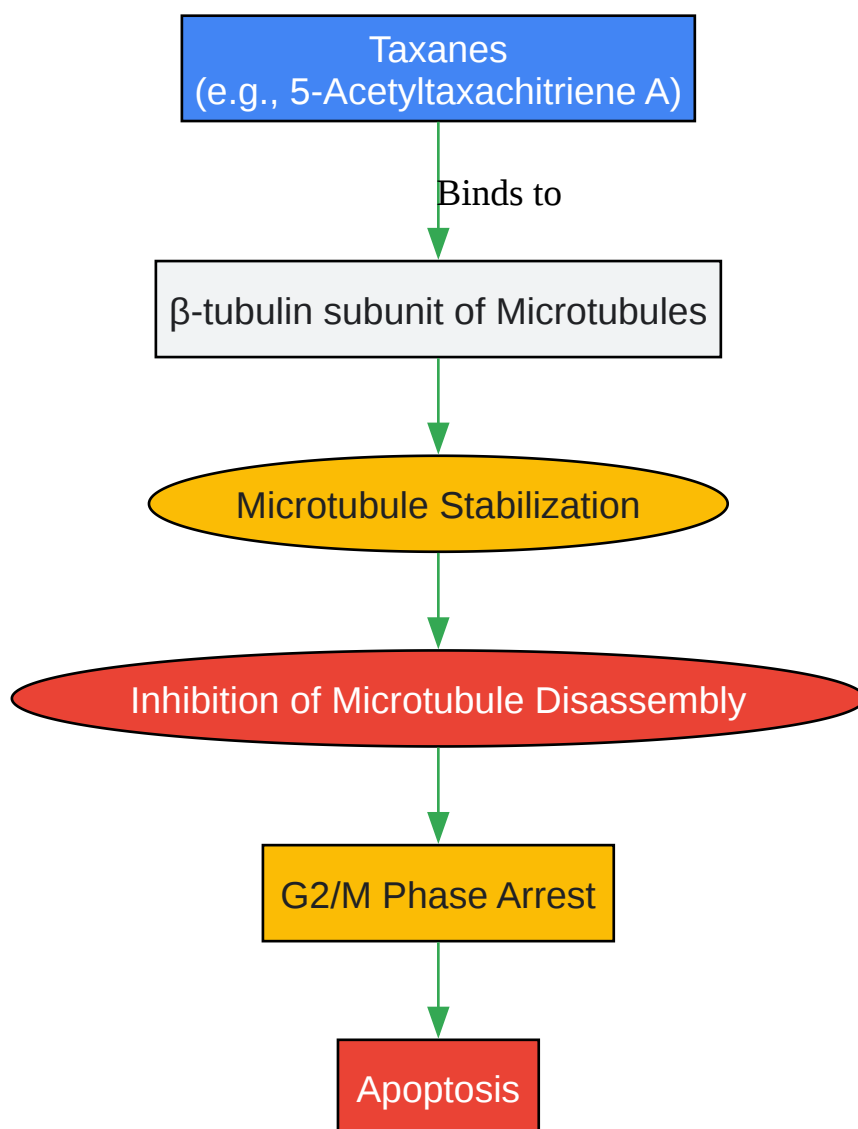 Taxanes
(e.g., 5-Acetyltaxachitriene A)
Binds to
β-tubulin subunit of Microtubules
Microtubule Stabilization
Inhibition of Microtubule Disassembly
G2/M Phase Arrest
Apoptosis